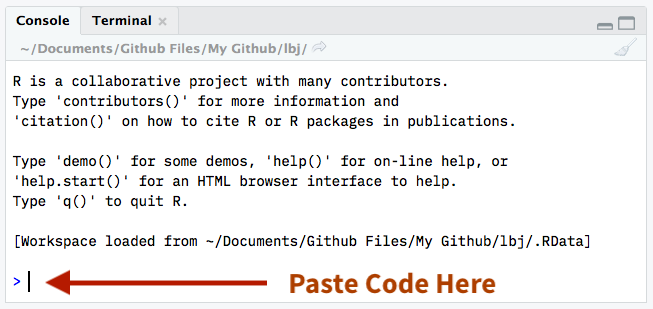 Console Terminal
~/Documents/Github Files/My Github/lbj/
R is a collaborative project with many contributors.
Type 'contributors()' for more information and
'citation()' on how to cite R or R packages in publications.
Type 'demo()' for some demos, 'help()' for on-line help, or
'help.start()' for an HTML browser interface to help.
Type 'q()' to quit R.
[Workspace loaded from ~/Documents/Github Files/My Github/lbj/.RData]
> Paste Code Here